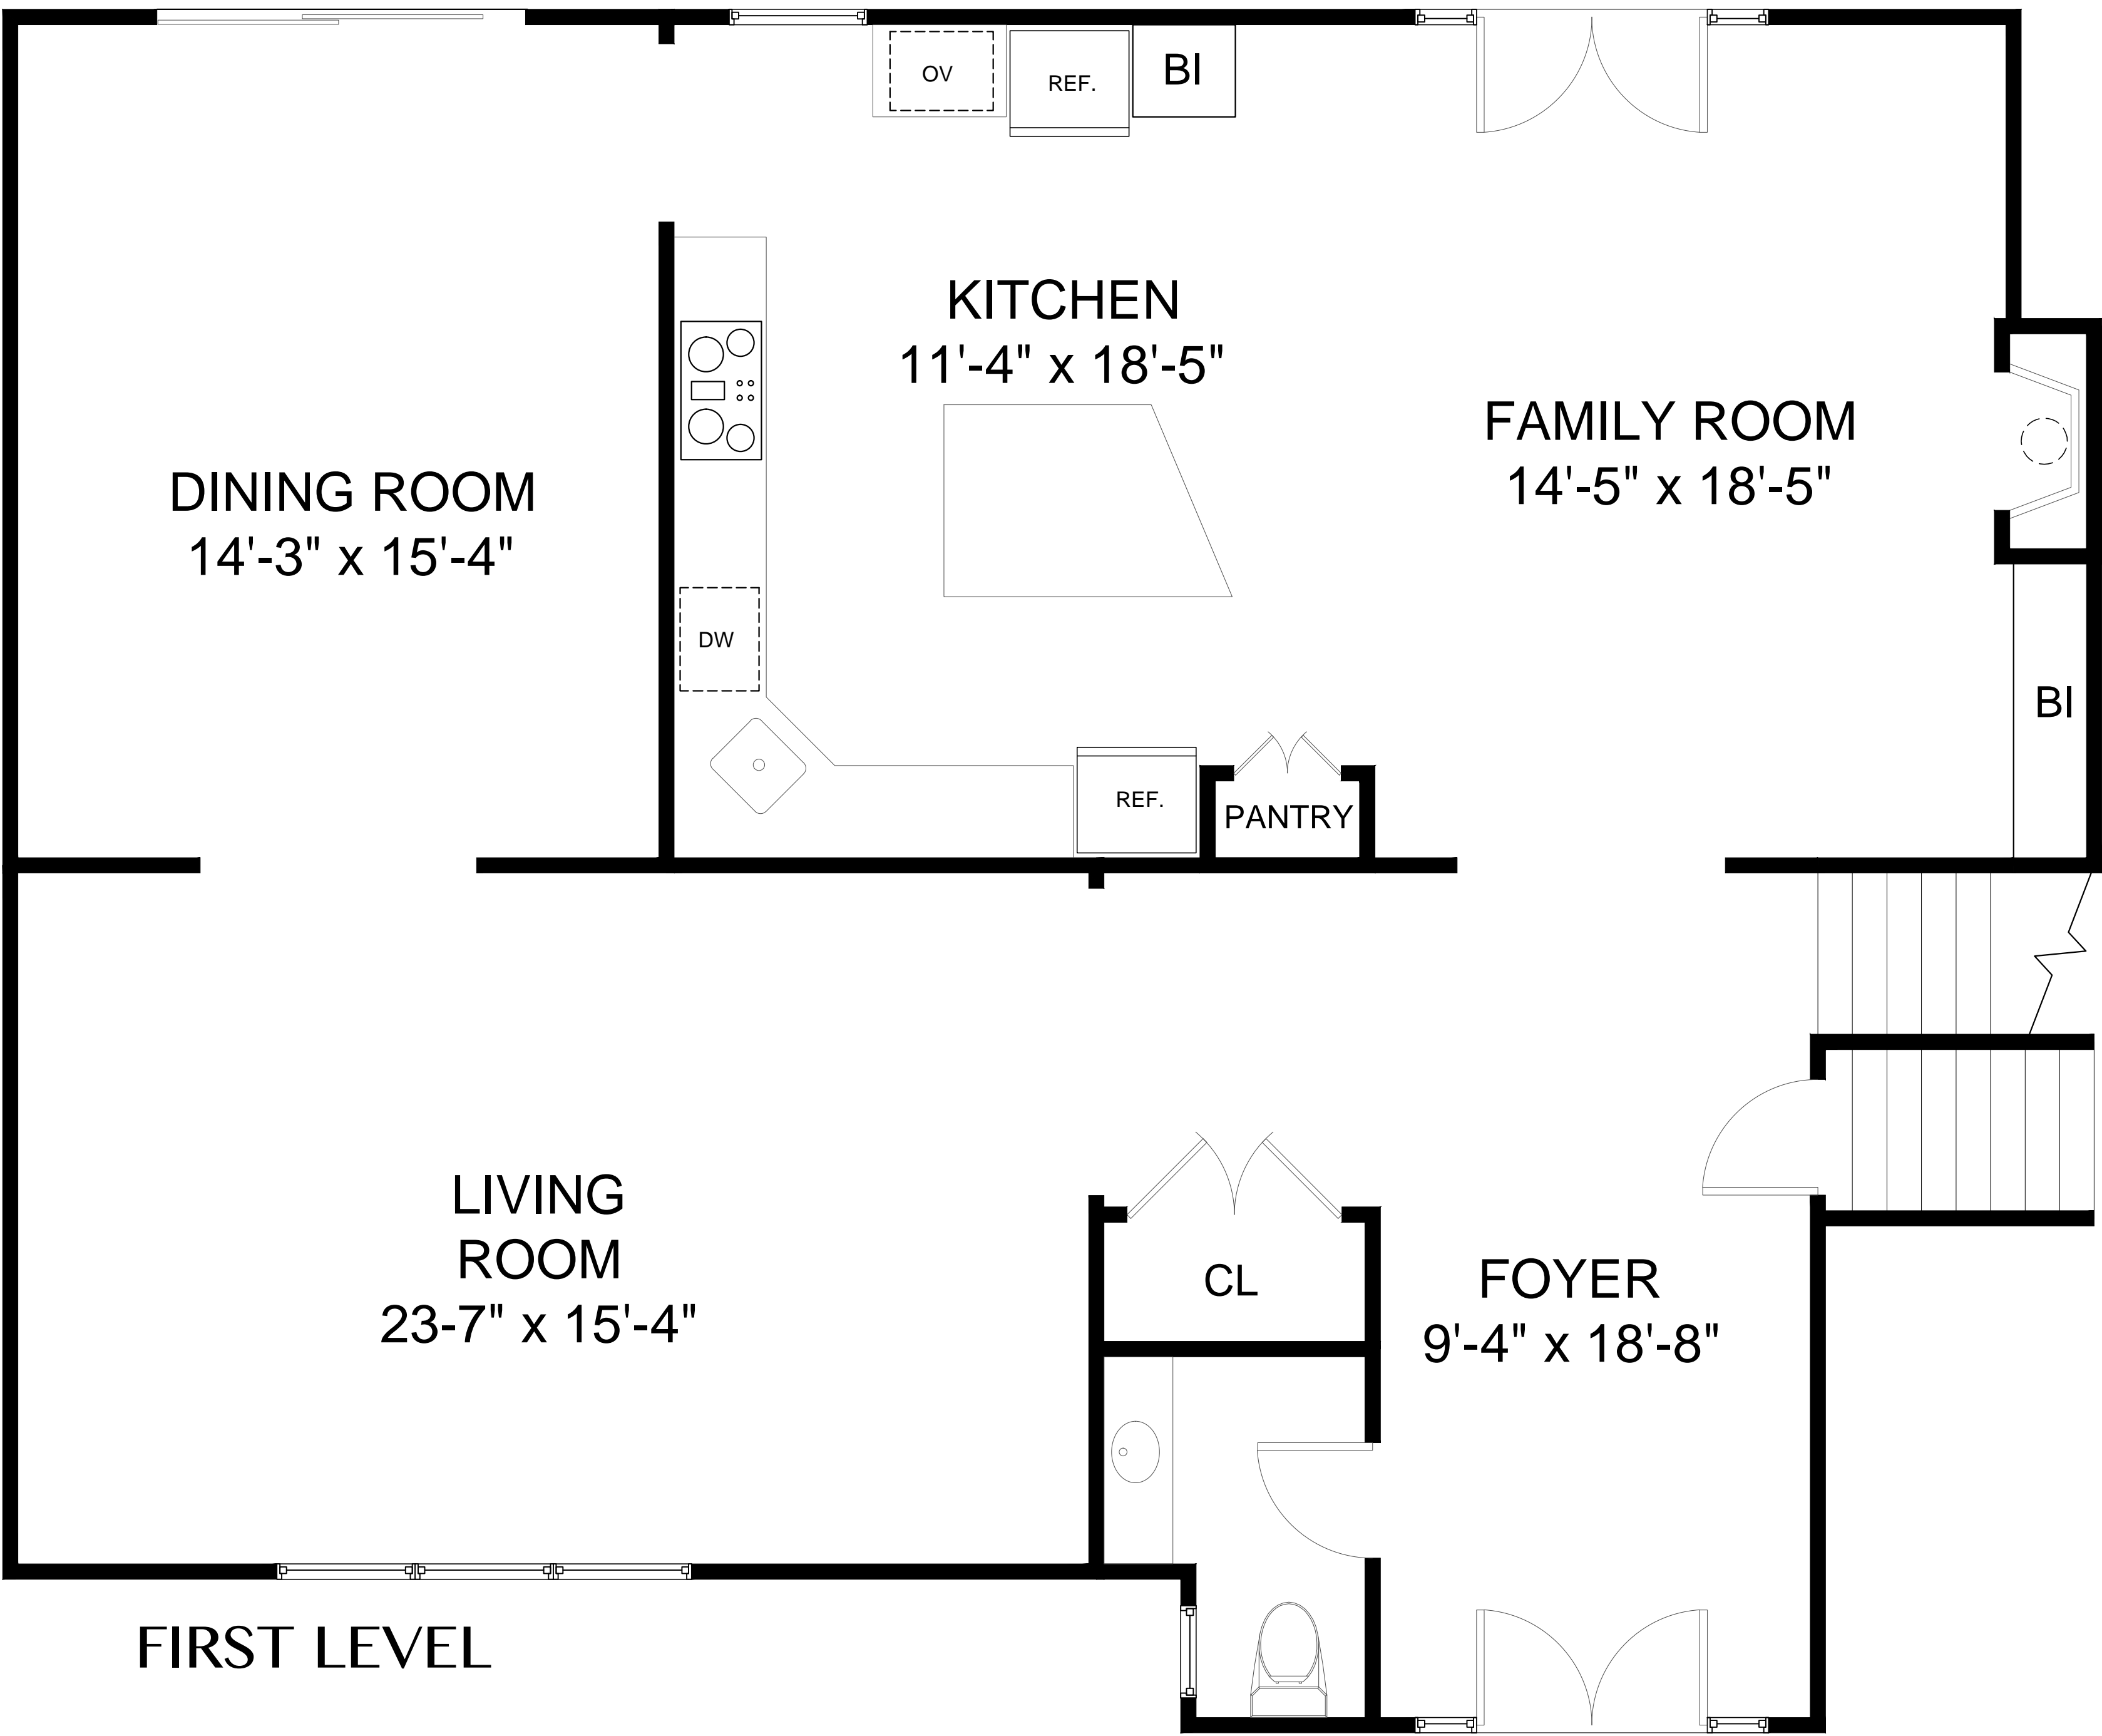 OV
REF.
BI
KITCHEN
11'-4" x 18'-5"
FAMILY ROOM
14'-5" x 18'-5"
DINING ROOM
14'-3" x 15'-4"
DW
BI
REF.
PANTRY
LIVING
ROOM
23-7" x 15'-4"
CL
FOYER
9'-4" x 18'-8"
FIRST LEVEL